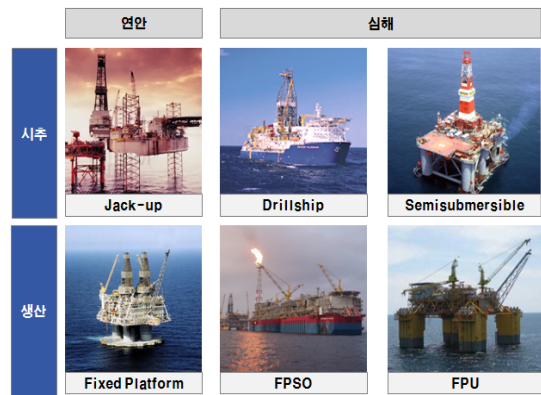 연안
심해
시추
Jack-up
Drillship
Semisubmersible
생산
Fixed Platform
FPSO
FPU